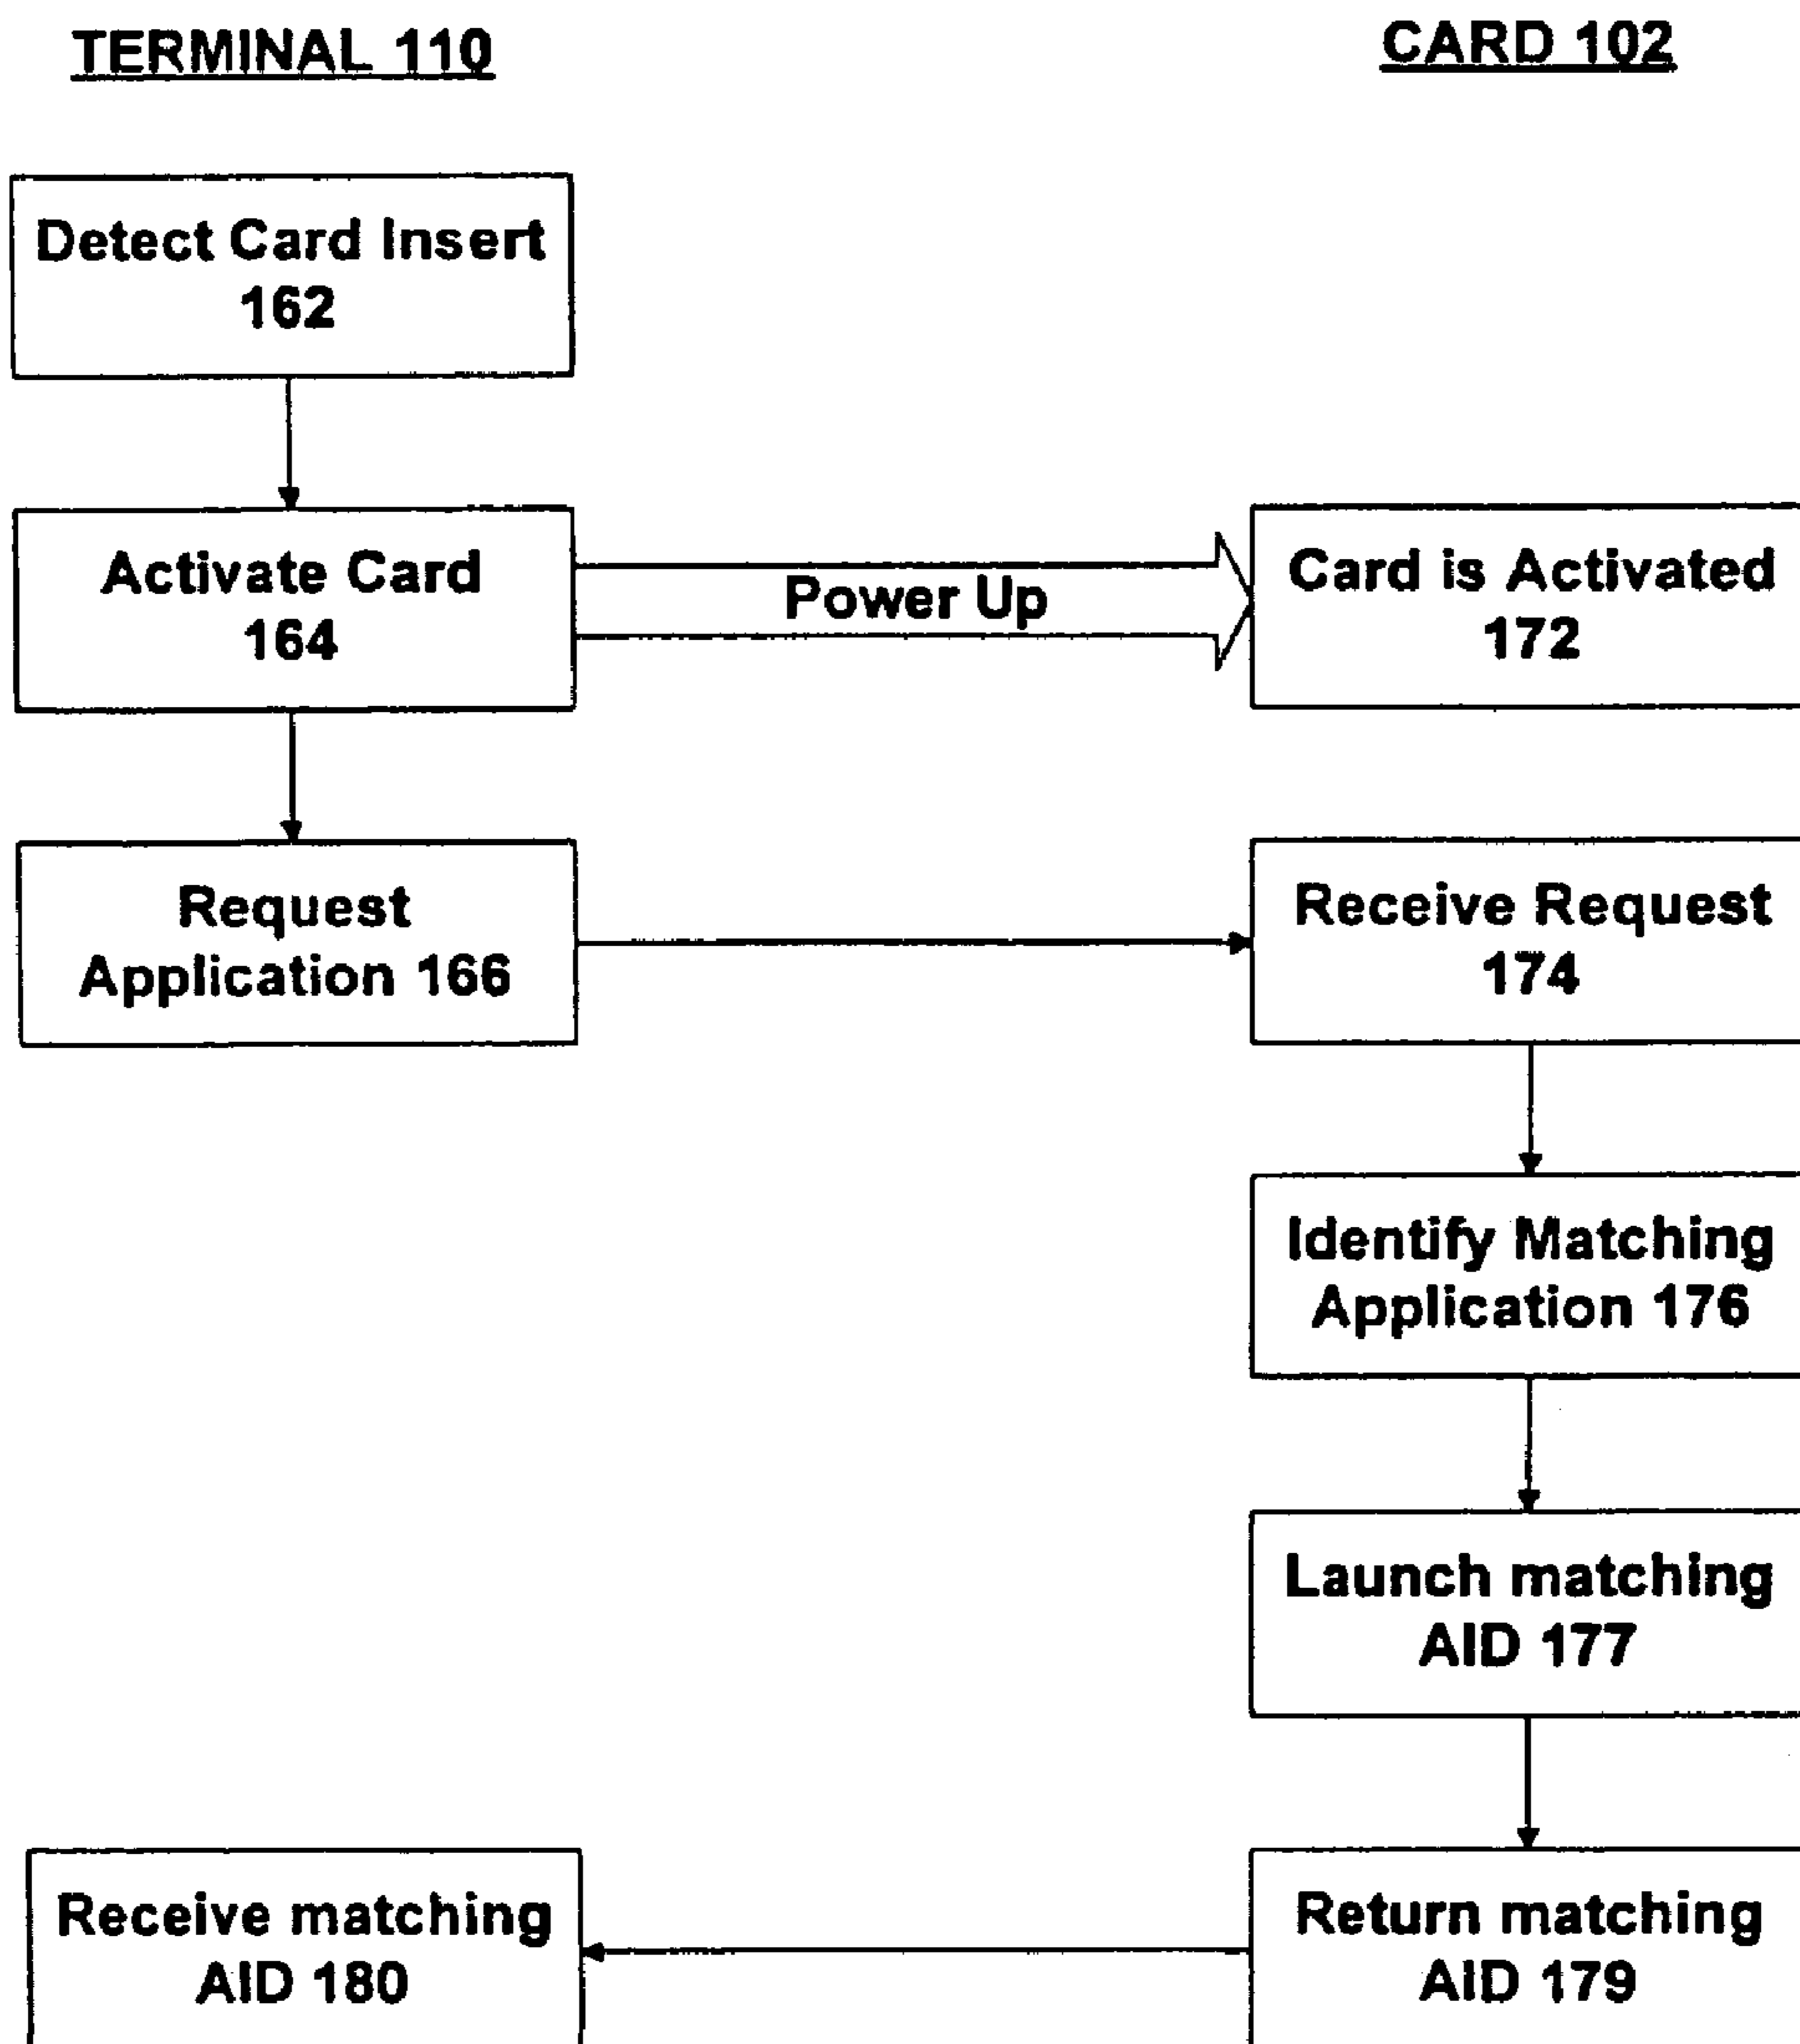 TERMINAL 110
CARD 102
Detect Card Insert
162
Activate Card
164
Power Up
Card is Activated
172
Request
Application 166
Receive Request
174
Identify Matching
Application 176
Launch matching
AID 177
Receive matching
AID 180
Return matching
AID 179